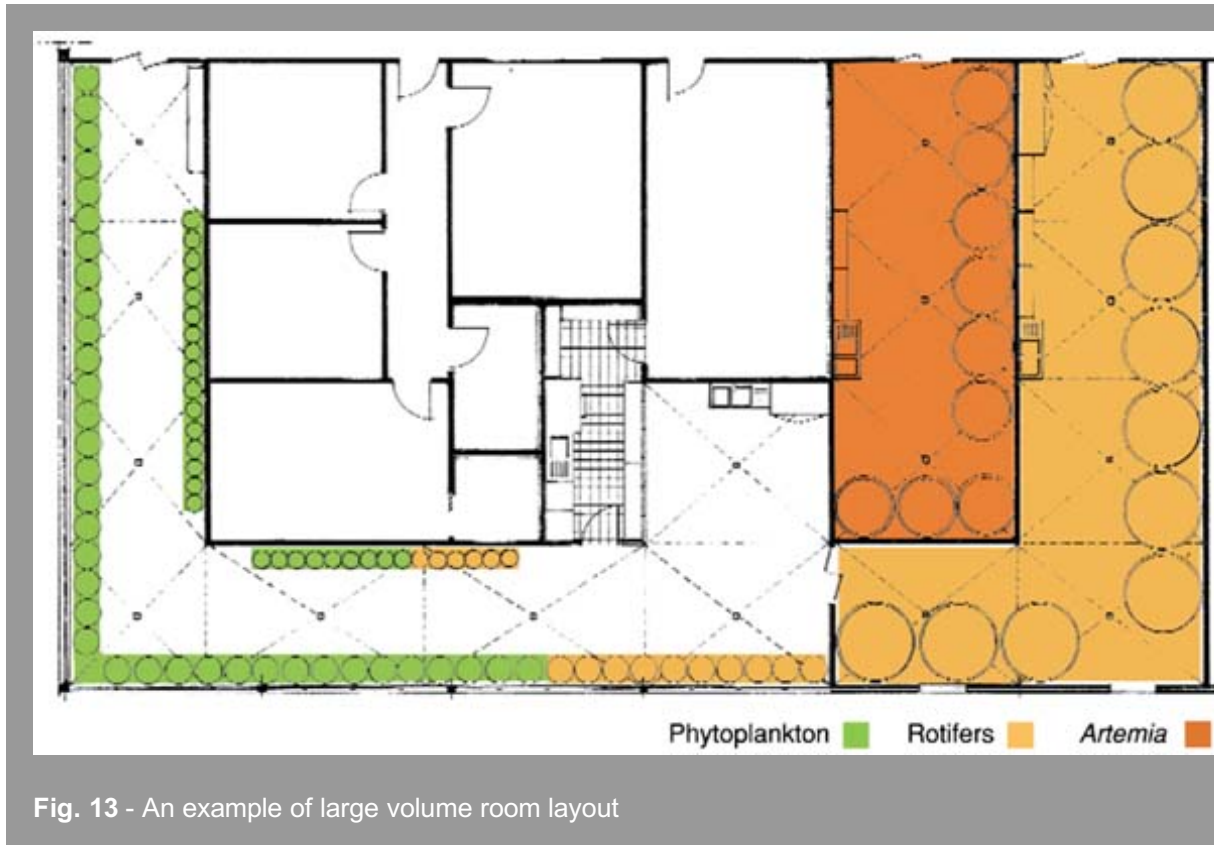 Phytoplankton Rotifers Artemia
Fig. 13 - An example of large volume room layout